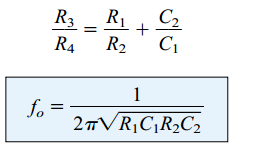 R₃/R₄ = R₁/R₂ + C₂/C₁
fₒ = 1/(2π√(R₁C₁R₂C₂))